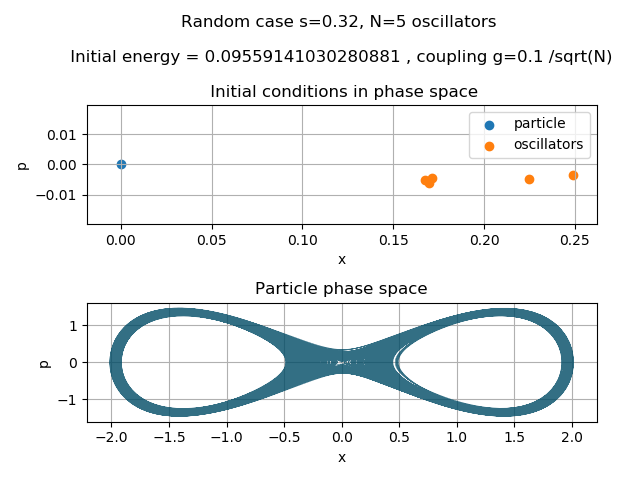 Random case s=0.32, N=5 oscillators
Initial energy = 0.09559141030280881 , coupling g=0.1 /sqrt(N)
Initial conditions in phase space
particle
oscillators
p
0.01
0.00
−0.01
0.00 0.05 0.10 0.15 0.20 0.25
x
Particle phase space
p
1
0
−1
−2.0 −1.5 −1.0 −0.5 0.0 0.5 1.0 1.5 2.0
x